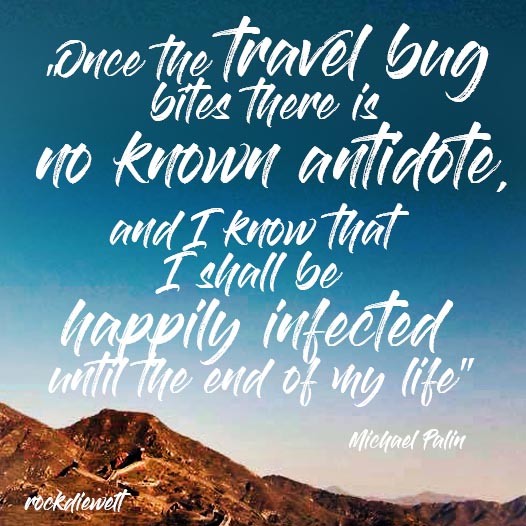 "Once the travel bug
bites there is
no known antidote,
and I know that
I shall be
happily infected
until the end of my life"
Michael Palin
rockdiewelt